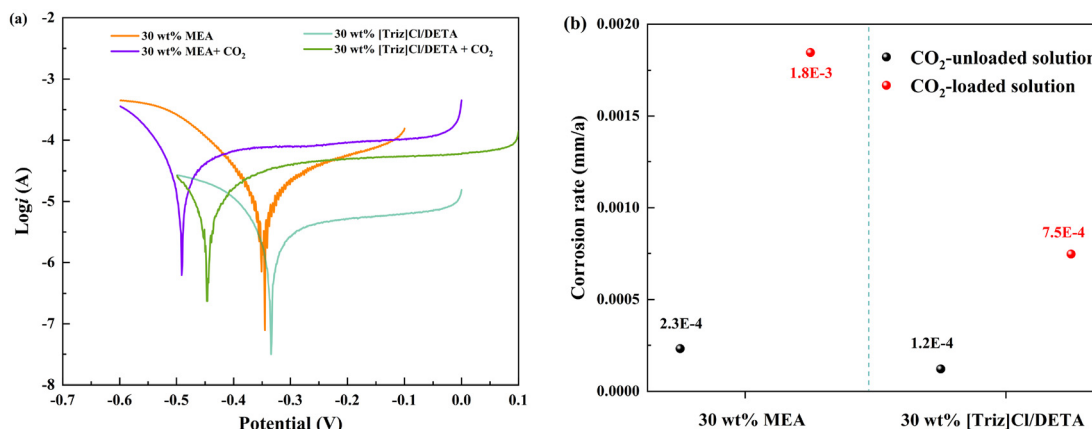 (a)
30 wt% MEA
30 wt% MEA+ CO₂
30 wt% [Triz]Cl/DETA
30 wt% [Triz]Cl/DETA + CO₂
-2
-3
-4
-5
-6
-7
-8
Logi (A)
-0.7 -0.6 -0.5 -0.4 -0.3 -0.2 -0.1 0.0 0.1
Potential (V)
(b)
CO₂-unloaded solution
CO₂-loaded solution
0.0020
0.0015
0.0010
0.0005
0.0000
Corrosion rate (mm/a)
1.8E-3
7.5E-4
2.3E-4
1.2E-4
30 wt% MEA
30 wt% [Triz]Cl/DETA